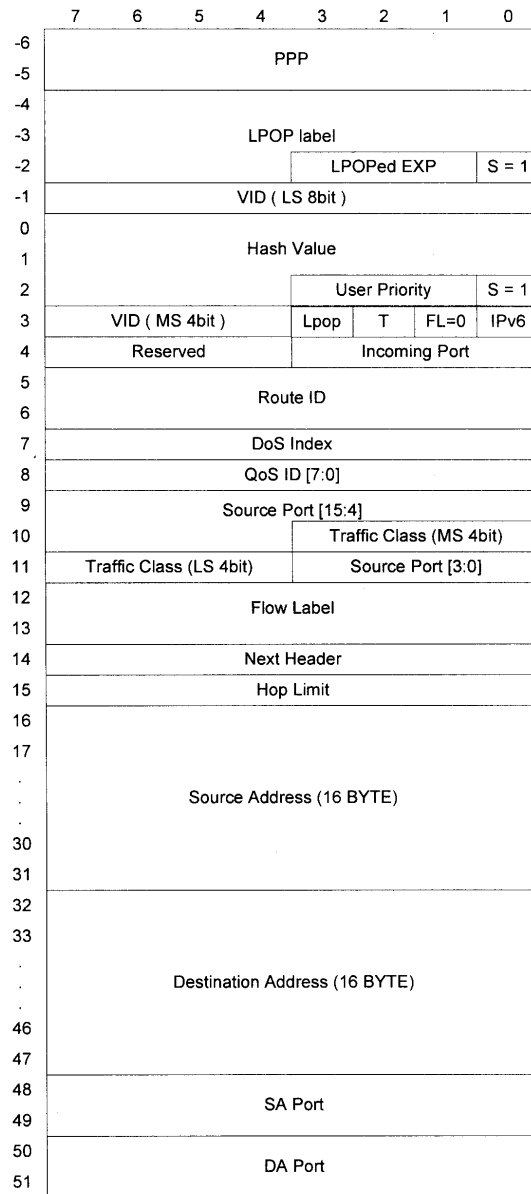 7 6 5 4 3 2 1 0
-6
PPP
-5
-4
-3 LPOP label
-2 LPOPed EXP S = 1
-1 VID ( LS 8bit )
0
Hash Value
1
2 User Priority S = 1
3 VID ( MS 4bit ) Lpop T FL=0 IPv6
4 Reserved Incoming Port
5
Route ID
6
7 DoS Index
8 QoS ID [7:0]
9 Source Port [15:4]
10 Traffic Class (MS 4bit)
11 Traffic Class (LS 4bit) Source Port [3:0]
12
Flow Label
13
14 Next Header
15 Hop Limit
16
17
.
. Source Address (16 BYTE)
.
30
31
32
33
.
. Destination Address (16 BYTE)
.
46
47
48
SA Port
49
50
DA Port
51